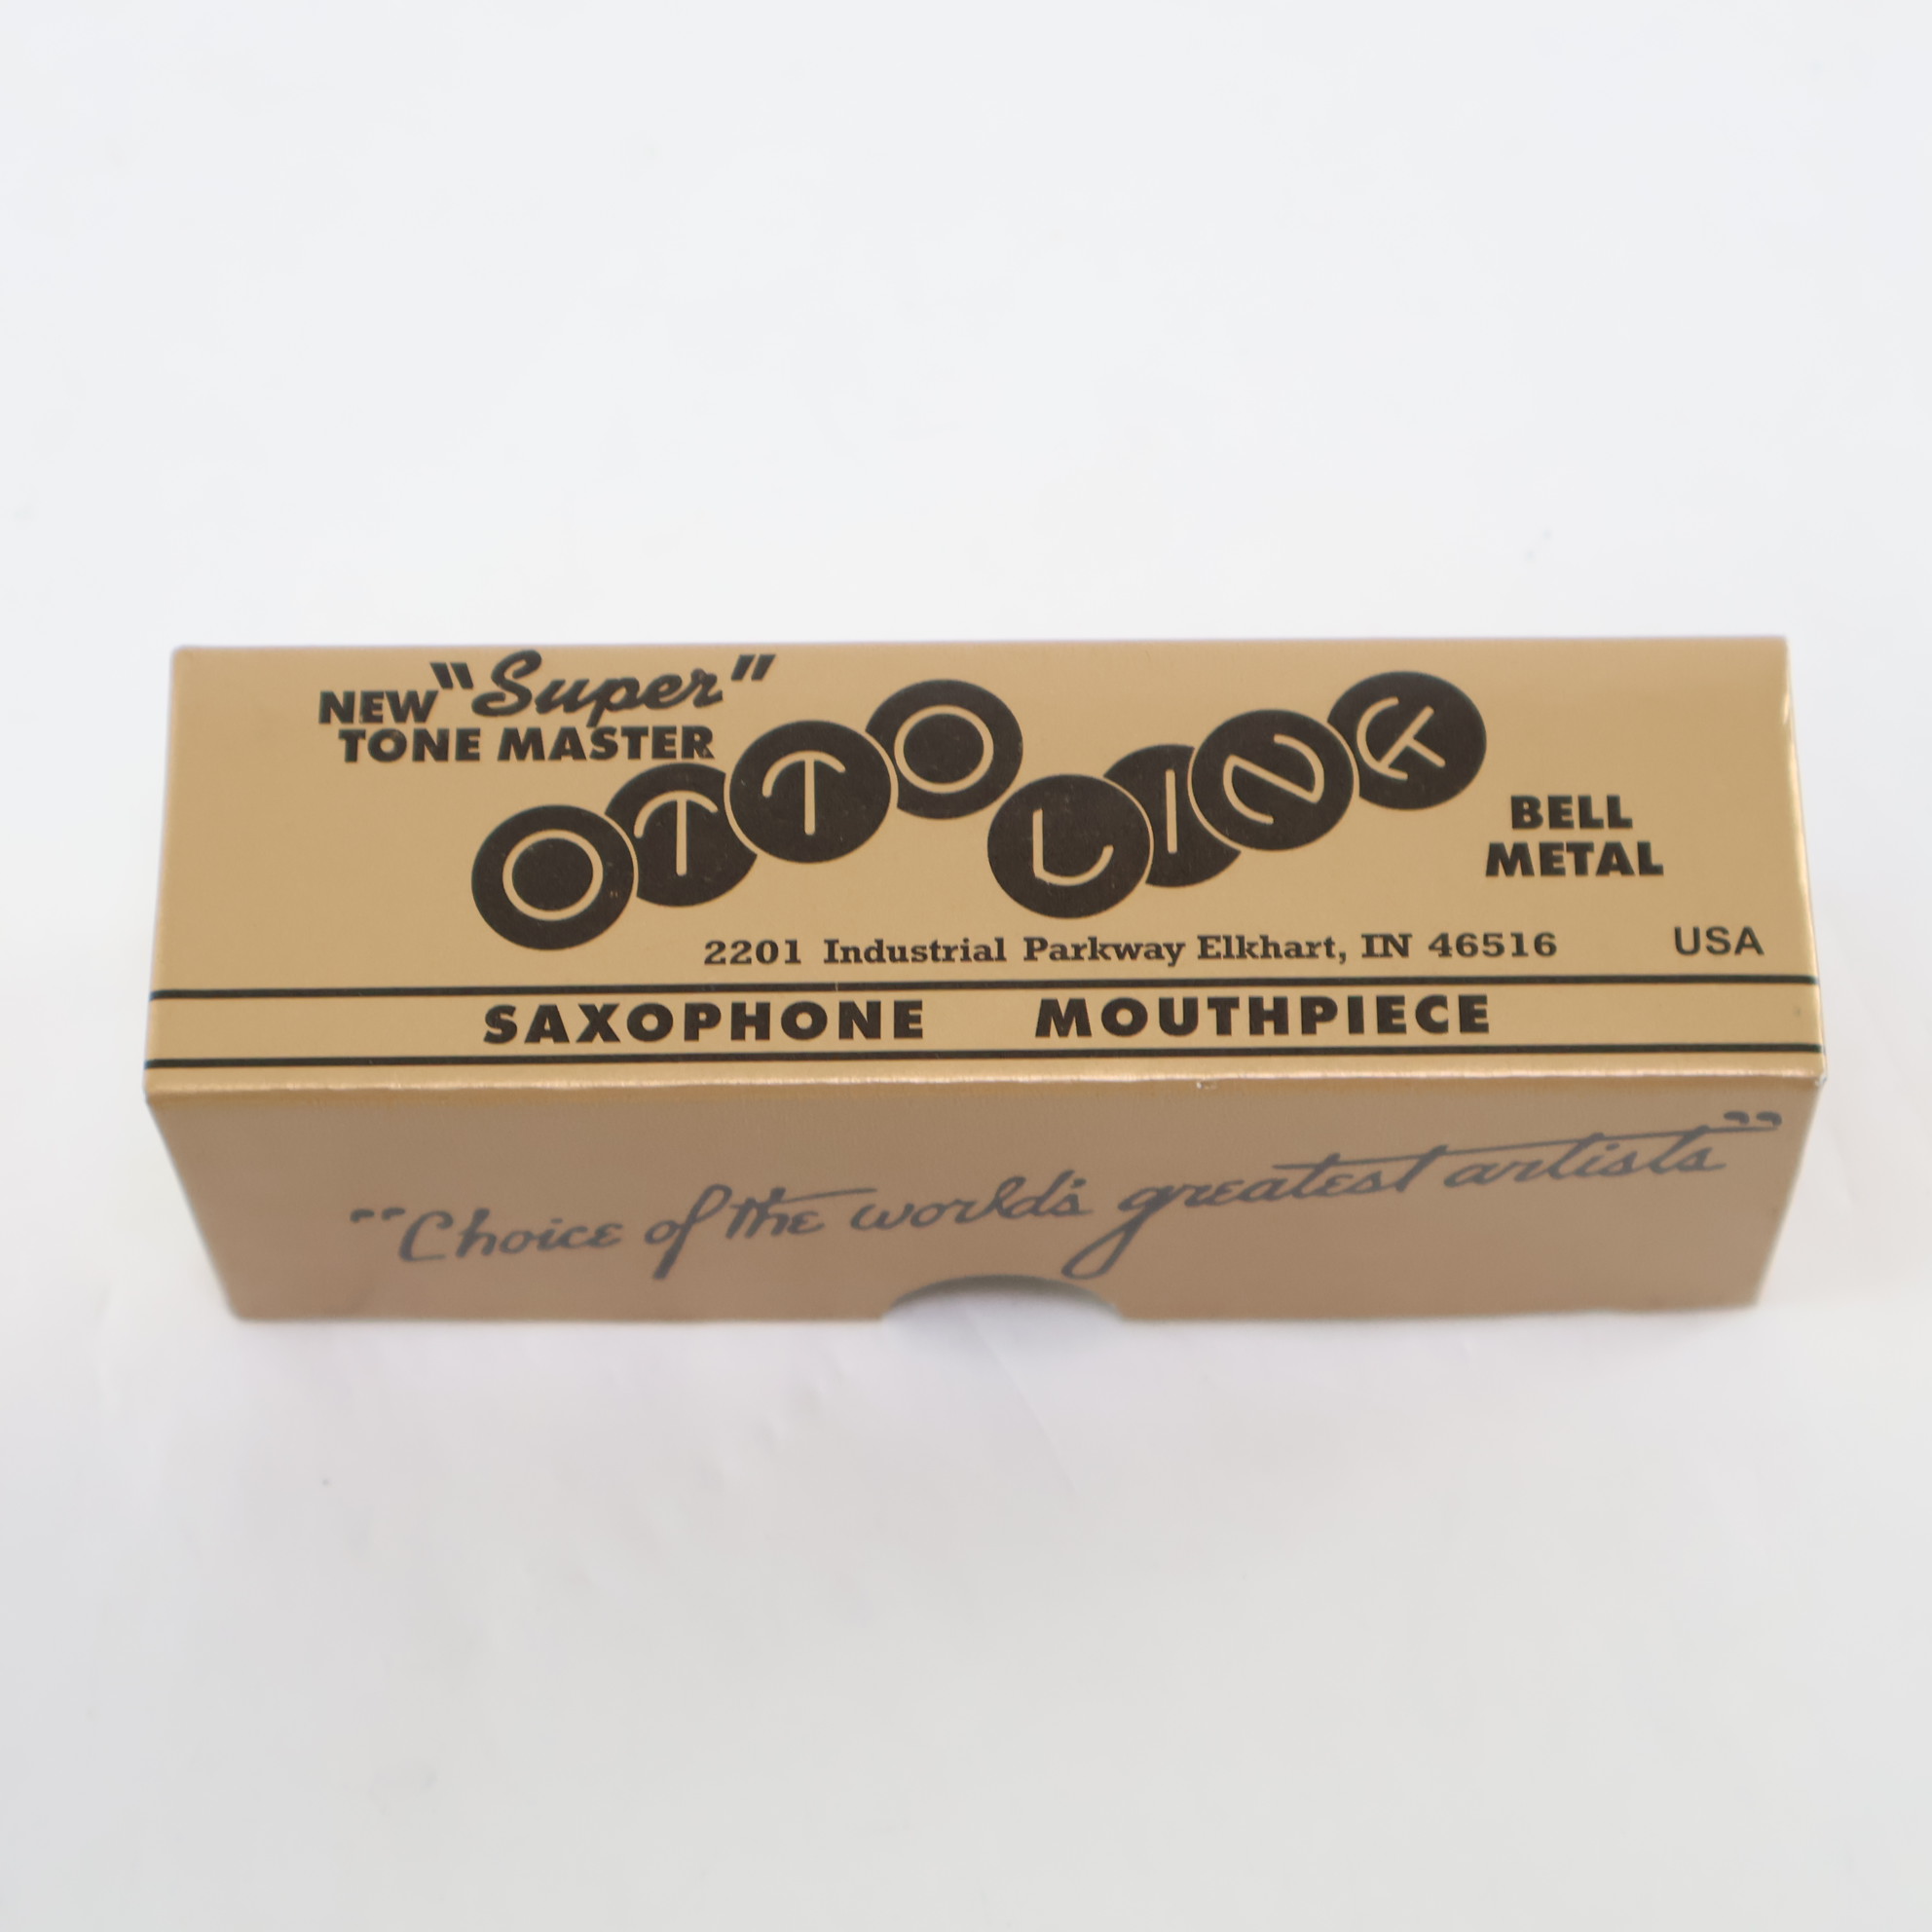 NEW "Super"
TONE MASTER
OTTO LINK
BELL
METAL
2201 Industrial Parkway Elkhart, IN 46516
USA
SAXOPHONE MOUTHPIECE
"Choice of the world's greatest artists"